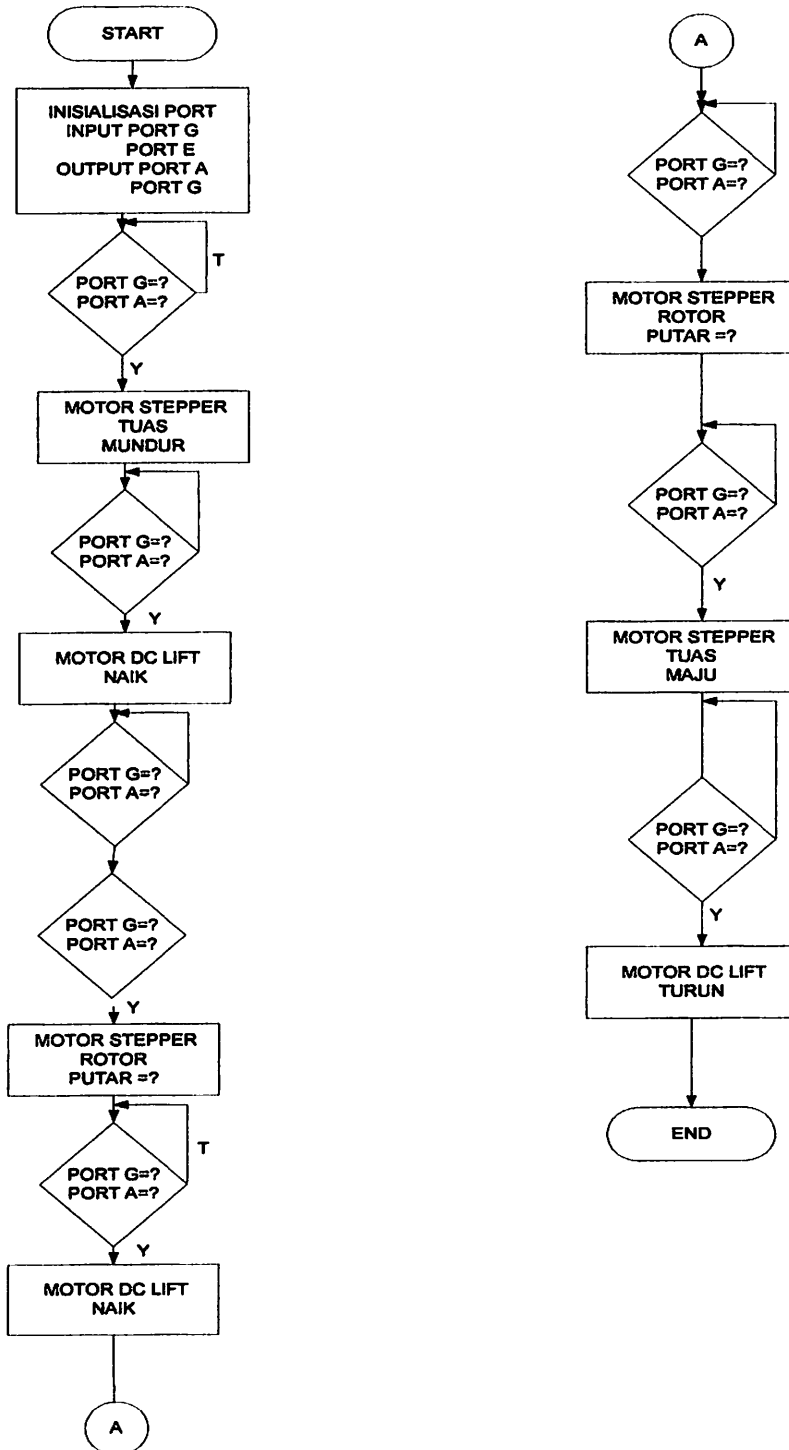 START
INISIALISASI PORT
INPUT PORT G
PORT E
OUTPUT PORT A
PORT G
T
PORT G=?
PORT A=?
Y
MOTOR STEPPER
TUAS
MUNDUR
PORT G=?
PORT A=?
Y
MOTOR DC LIFT
NAIK
PORT G=?
PORT A=?
PORT G=?
PORT A=?
Y
MOTOR STEPPER
ROTOR
PUTAR =?
T
PORT G=?
PORT A=?
Y
MOTOR DC LIFT
NAIK
A
A
PORT G=?
PORT A=?
MOTOR STEPPER
ROTOR
PUTAR =?
PORT G=?
PORT A=?
Y
MOTOR STEPPER
TUAS
MAJU
PORT G=?
PORT A=?
Y
MOTOR DC LIFT
TURUN
END